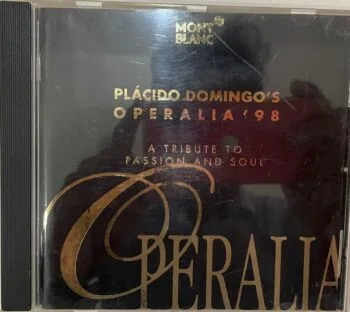 MONT
BLANC
PLÁCIDO DOMINGO'S
OPERALIA '98
A TRIBUTE TO
PASSION AND SOUL
OPERALIA